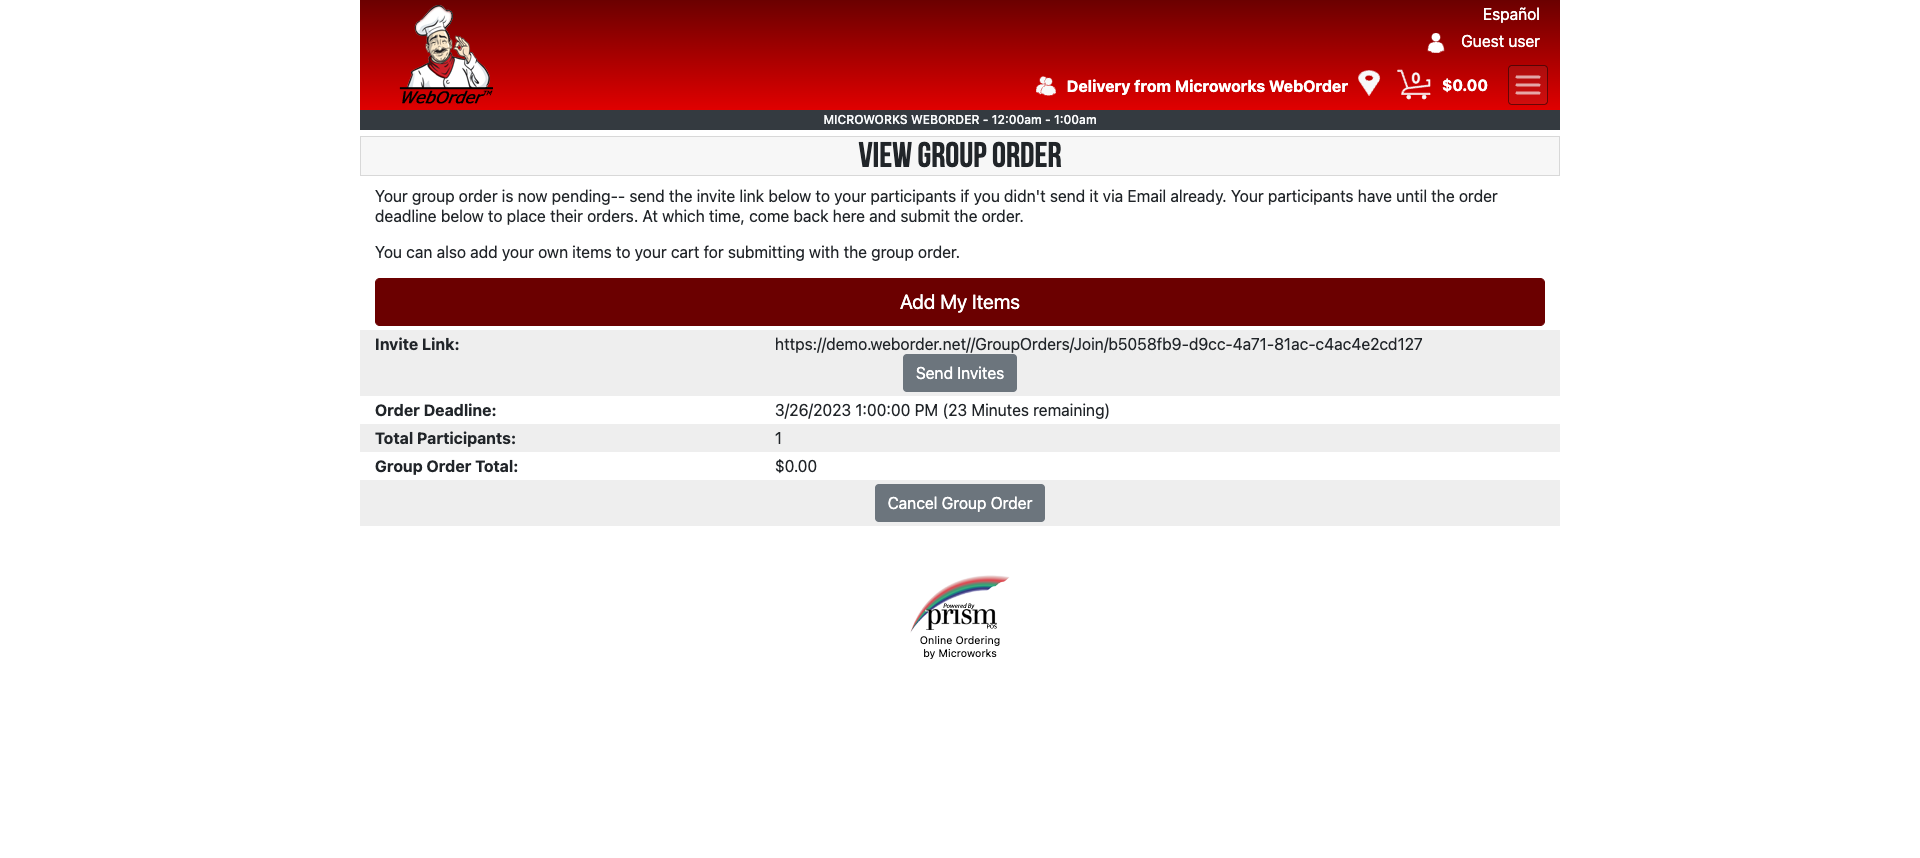 Español
Guest user
WebOrder
Delivery from Microworks WebOrder 0 $0.00
MICROWORKS WEBORDER - 12:00am - 1:00am
VIEW GROUP ORDER
Your group order is now pending-- send the invite link below to your participants if you didn't send it via Email already. Your participants have until the order
deadline below to place their orders. At which time, come back here and submit the order.
You can also add your own items to your cart for submitting with the group order.
Add My Items
Invite Link: https://demo.weborder.net//GroupOrders/Join/b5058fb9-d9cc-4a71-81ac-c4ac4e2cd127
Send Invites
Order Deadline: 3/26/2023 1:00:00 PM (23 Minutes remaining)
Total Participants: 1
Group Order Total: $0.00
Cancel Group Order
Powered By
prism
POS
Online Ordering
by Microworks